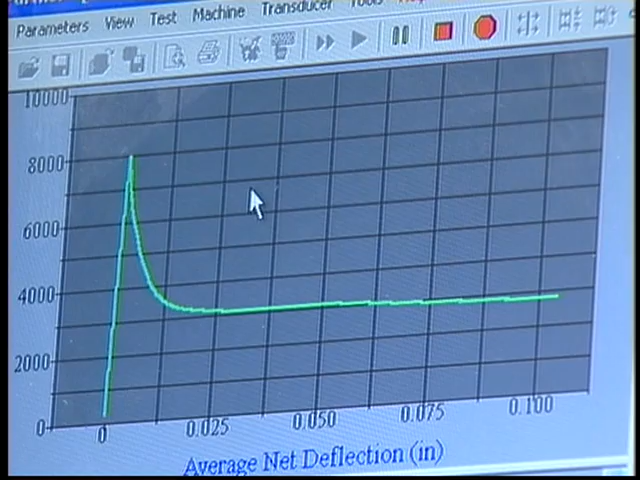 Parameters View Test Machine Transducer Tools
10000
8000
6000
4000
2000
0
0 0.025 0.050 0.075 0.100
Average Net Deflection (in)